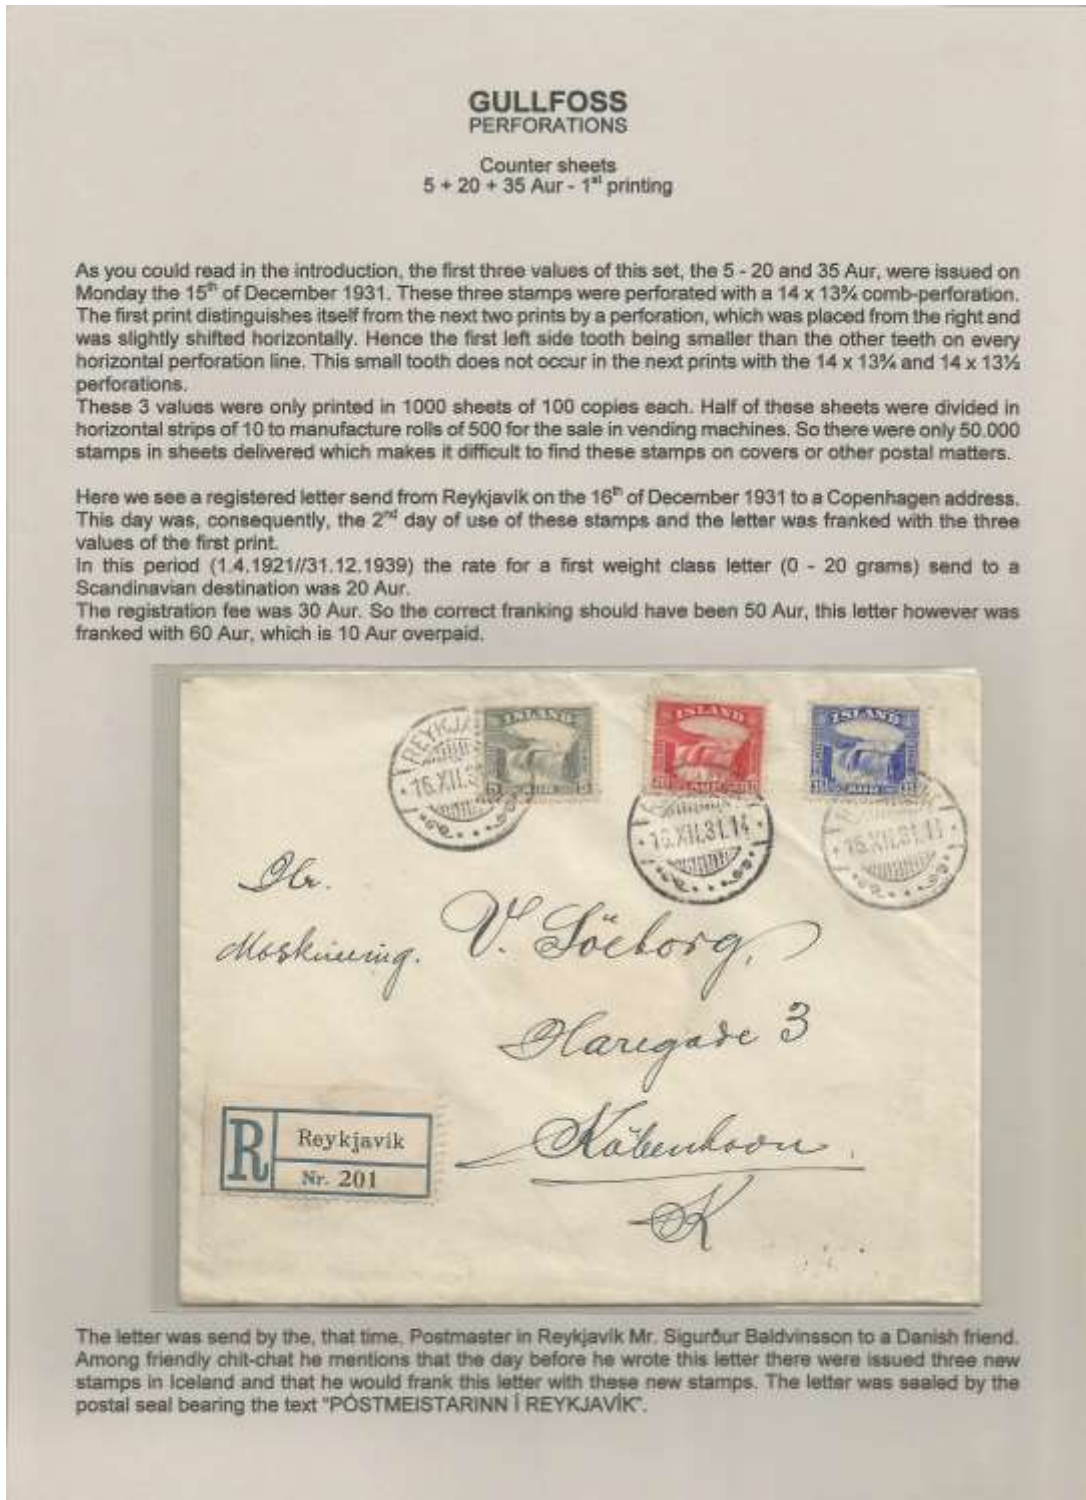 GULLFOSS
PERFORATIONS
Counter sheets
5 + 20 + 35 Aur - 1st printing
As you could read in the introduction, the first three values of this set, the 5 - 20 and 35 Aur, were issued on
Monday the 15th of December 1931. These three stamps were perforated with a 14 x 13¾ comb-perforation.
The first print distinguishes itself from the next two prints by a perforation, which was placed from the right and
was slightly shifted horizontally. Hence the first left side tooth being smaller than the other teeth on every
horizontal perforation line. This small tooth does not occur in the next prints with the 14 x 13¾ and 14 x 13½
perforations.
These 3 values were only printed in 1000 sheets of 100 copies each. Half of these sheets were divided in
horizontal strips of 10 to manufacture rolls of 500 for the sale in vending machines. So there were only 50.000
stamps in sheets delivered which makes it difficult to find these stamps on covers or other postal matters.
Here we see a registered letter send from Reykjavik on the 16th of December 1931 to a Copenhagen address.
This day was, consequently, the 2nd day of use of these stamps and the letter was franked with the three
values of the first print.
In this period (1.4.1921//31.12.1939) the rate for a first weight class letter (0 - 20 grams) send to a
Scandinavian destination was 20 Aur.
The registration fee was 30 Aur. So the correct franking should have been 50 Aur, this letter however was
franked with 60 Aur, which is 10 Aur overpaid.
ISLAND ISLAND ISLAND
REYKJA
16.XII.3 16.XII.31.14 16.XII.31.
Hr.
V. Söeborg,
3
Köbenhavn
K
R Reykjavik
Nr. 201
The letter was send by the, that time, Postmaster in Reykjavík Mr. Sigurður Baldvinsson to a Danish friend.
Among friendly chit-chat he mentions that the day before he wrote this letter there were issued three new
stamps in Iceland and that he would frank this letter with these new stamps. The letter was sealed by the
postal seal bearing the text "PÓSTMEISTARINN Í REYKJAVÍK".